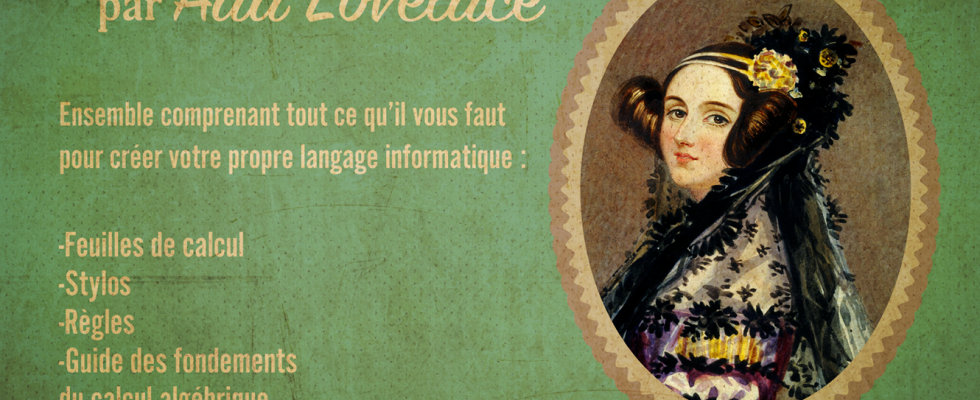 par Ada Lovelace
Ensemble comprenant tout ce qu'il vous faut
pour créer votre propre langage informatique :
-Feuilles de calcul
-Stylos
-Règles
-Guide des fondements
du calcul algébrique